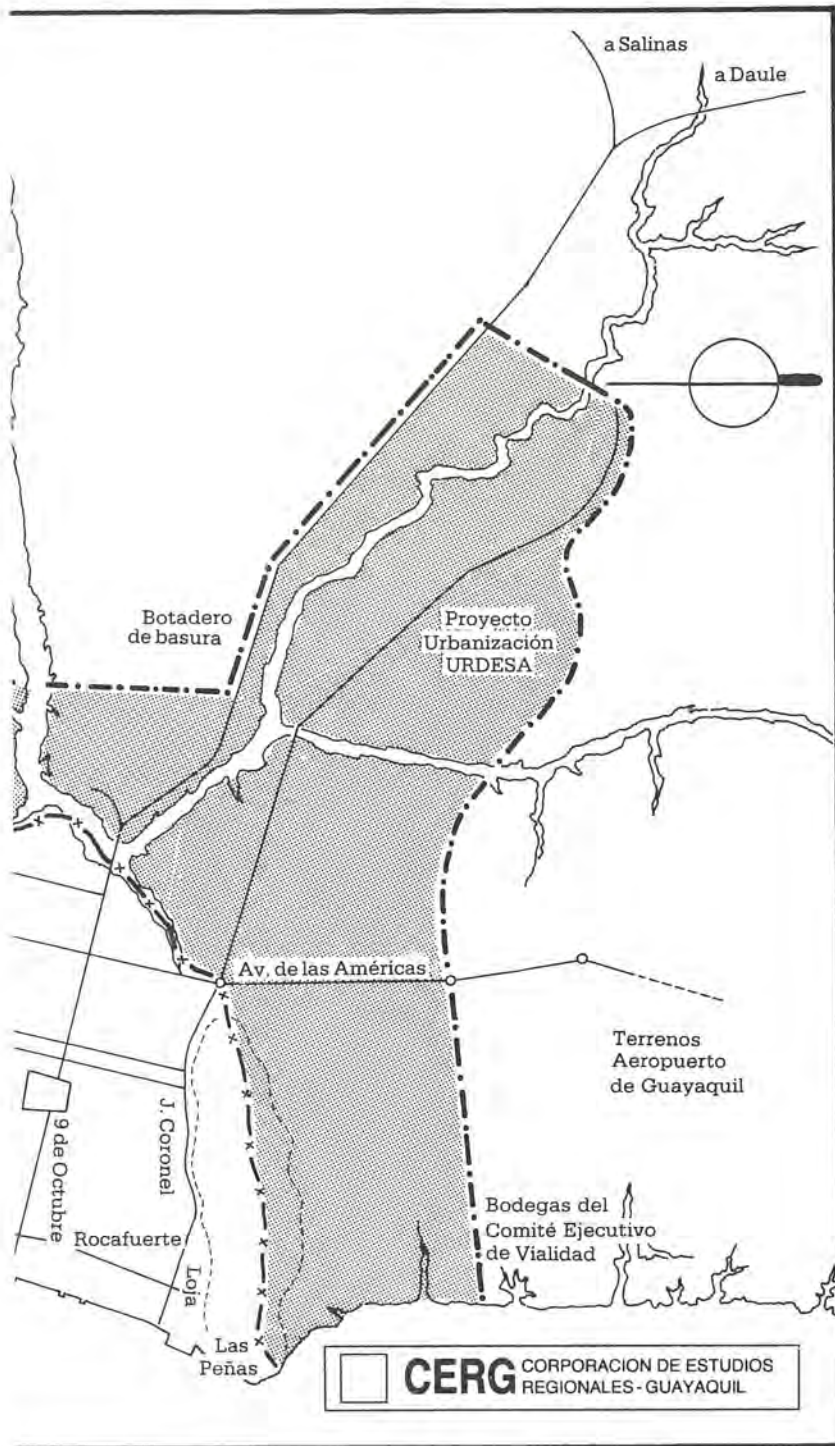 a Salinas
a Daule
Botadero
de basura
Proyecto
Urbanización
URDESA
Av. de las Américas
Terrenos
Aeropuerto
de Guayaquil
J. Coronel
9 de Octubre
Rocafuerte
Loja
Bodegas del
Comité Ejecutivo
de Vialidad
Las
Peñas
CERG CORPORACION DE ESTUDIOS
REGIONALES - GUAYAQUIL